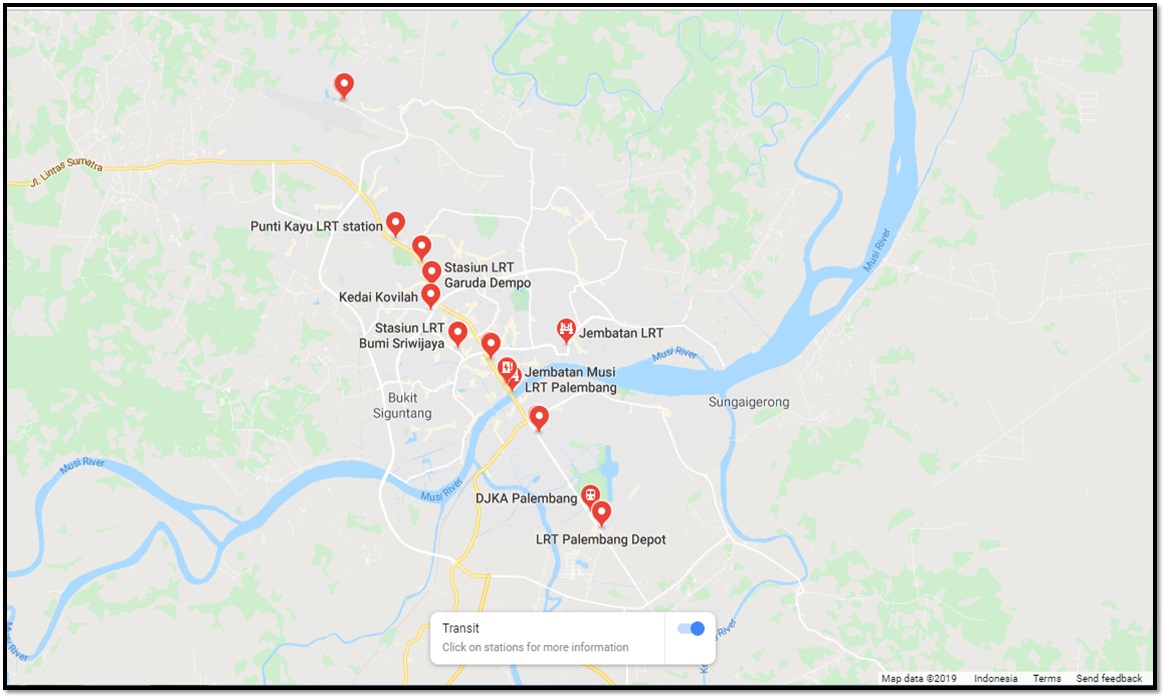 Jl. Lintas Sumatra
Punti Kayu LRT station
Stasiun LRT
Garuda Dempo
Kedai Kovilah
Stasiun LRT
Bumi Sriwijaya
Jembatan LRT
Musi River
Musi River
Jembatan Musi
LRT Palembang
Bukit
Siguntang
Sungaigerong
Musi River
Musi River
DJKA Palembang
LRT Palembang Depot
Transit
Click on stations for more information
River
River
Map data ©2019
Indonesia
Terms
Send feedback